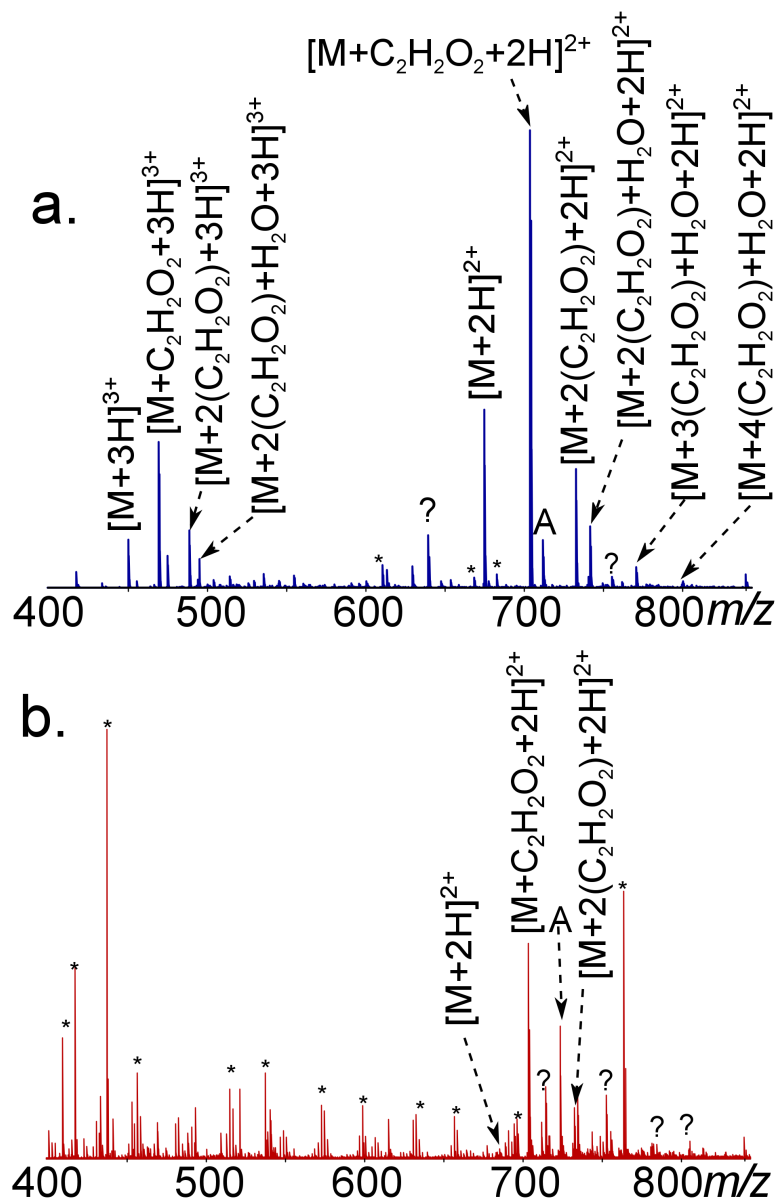 [M+C₂H₂O₂+2H]²⁺
a.
[M+3H]³⁺
[M+C₂H₂O₂+3H]³⁺
[M+2(C₂H₂O₂)+3H]³⁺
[M+2(C₂H₂O₂)+H₂O+3H]³⁺
[M+2H]²⁺
[M+2(C₂H₂O₂)+2H]²⁺
[M+2(C₂H₂O₂)+H₂O+2H]²⁺
[M+3(C₂H₂O₂)+H₂O+2H]²⁺
[M+4(C₂H₂O₂)+H₂O+2H]²⁺
* ? * * A ?
400 500 600 700 800 m/z
b.
[M+2H]²⁺
[M+C₂H₂O₂+2H]²⁺
A
[M+2(C₂H₂O₂)+2H]²⁺
* * * * * * * * * * * ? ? * ? ?
400 500 600 700 800 m/z